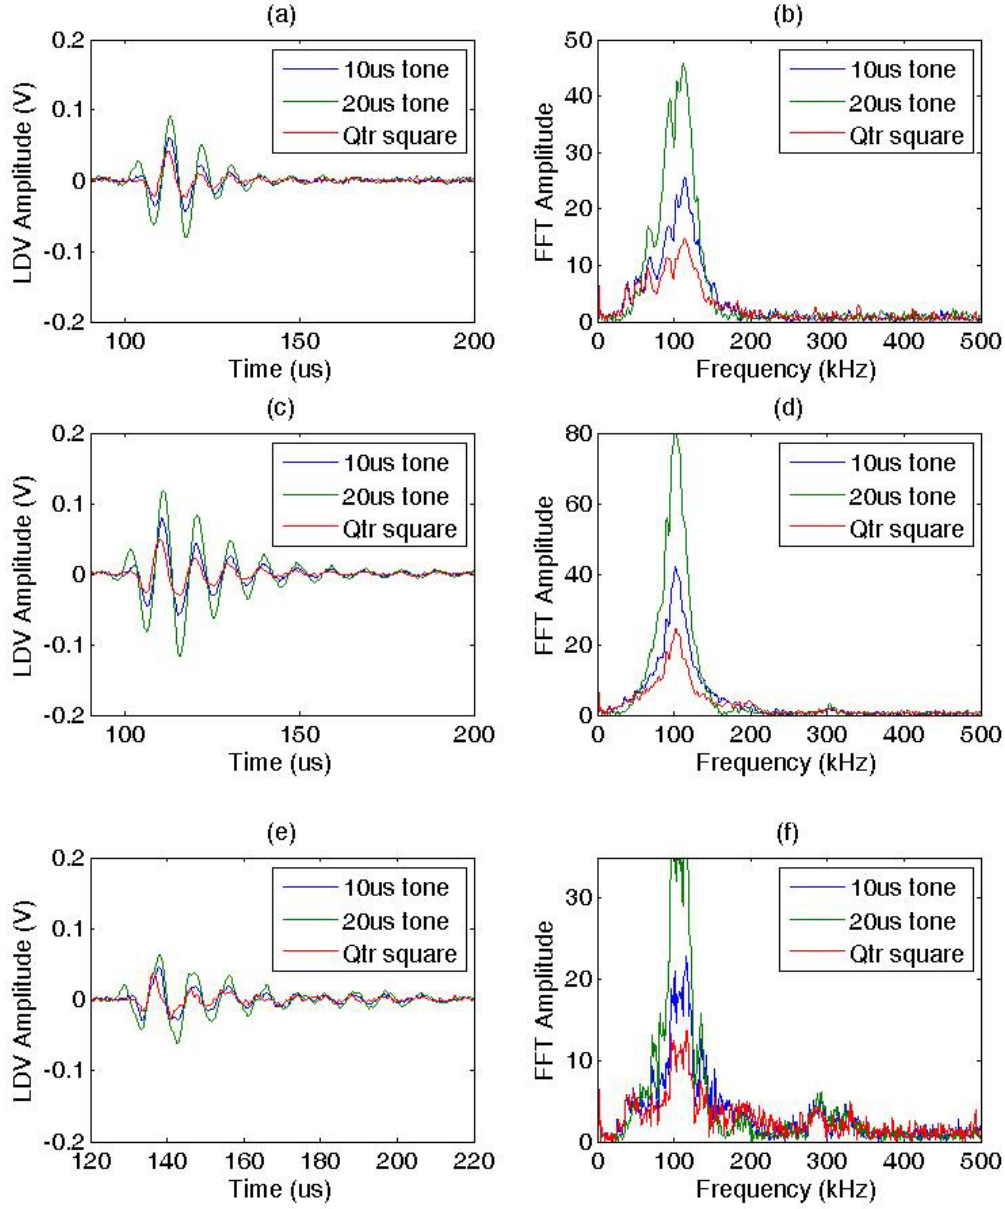 (a)
0.2
0.1
0
-0.1
-0.2
LDV Amplitude (V)
10us tone
20us tone
Qtr square
100
150
200
Time (us)
(b)
50
40
30
20
10
0
FFT Amplitude
10us tone
20us tone
Qtr square
0
100
200
300
400
500
Frequency (kHz)
(c)
0.2
0.1
0
-0.1
-0.2
LDV Amplitude (V)
10us tone
20us tone
Qtr square
100
150
200
Time (us)
(d)
80
60
40
20
0
FFT Amplitude
10us tone
20us tone
Qtr square
0
100
200
300
400
500
Frequency (kHz)
(e)
0.2
0.1
0
-0.1
-0.2
LDV Amplitude (V)
10us tone
20us tone
Qtr square
120
140
160
180
200
220
Time (us)
(f)
30
20
10
0
FFT Amplitude
10us tone
20us tone
Qtr square
0
100
200
300
400
500
Frequency (kHz)